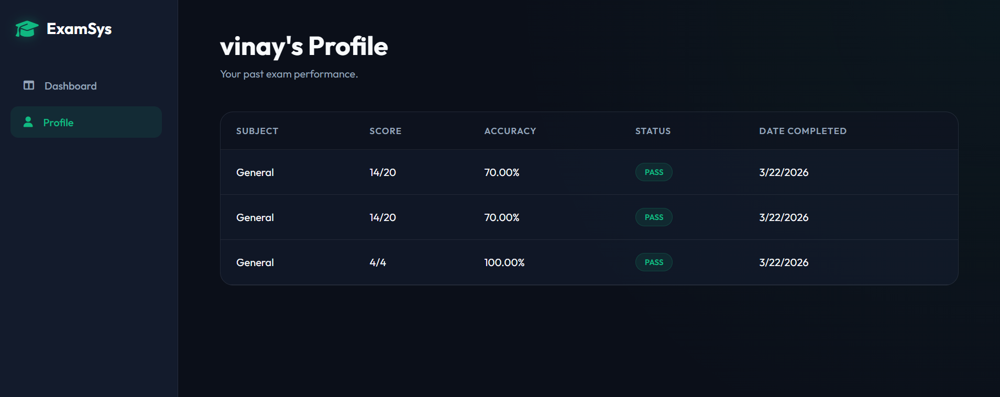 ExamSys
Dashboard
Profile
vinay's Profile
Your past exam performance.
SUBJECT SCORE ACCURACY STATUS DATE COMPLETED
General 14/20 70.00% PASS 3/22/2026
General 14/20 70.00% PASS 3/22/2026
General 4/4 100.00% PASS 3/22/2026